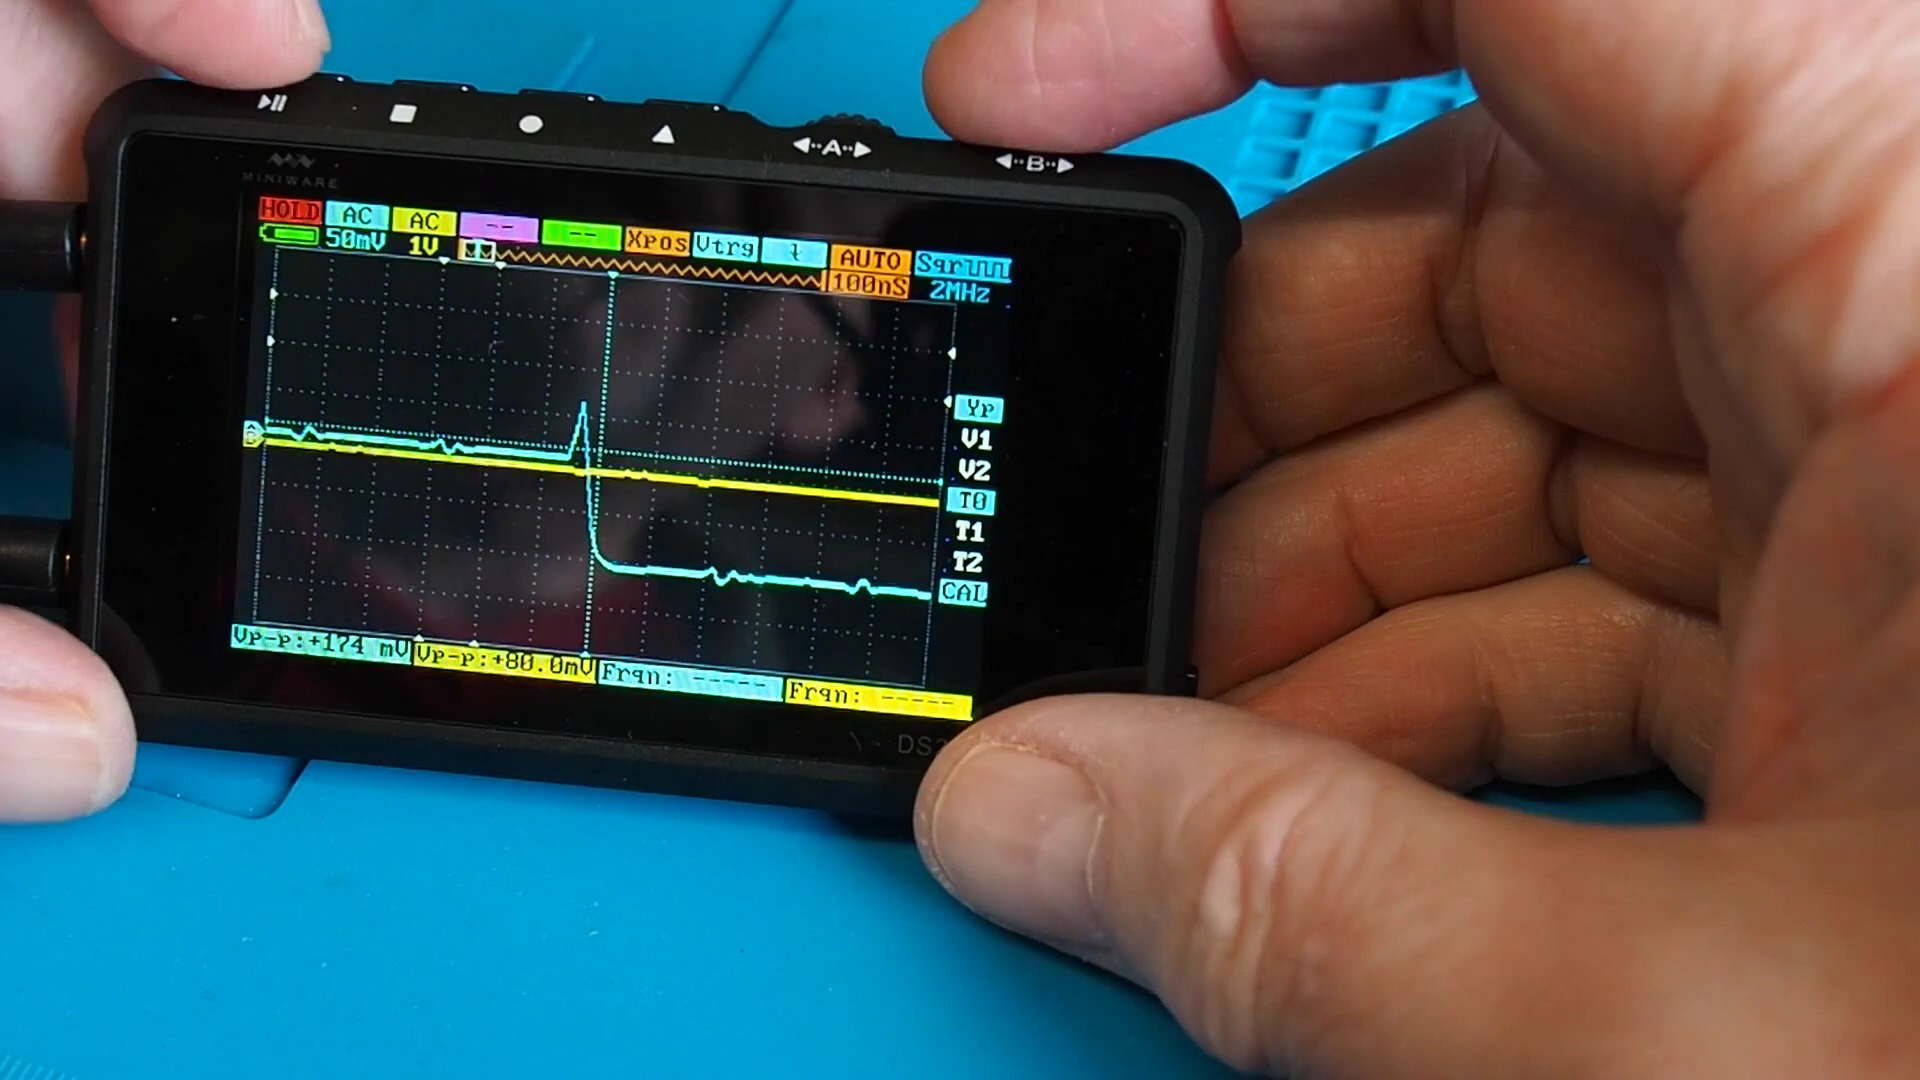 A
B
MINIWARE
HOLD AC AC -- -- Xpos Vtrg AUTO Sqr
50mV 1V 100nS 2MHz
Yp
V1
V2
T0
T1
T2
CAL
Vp-p:+174 mV Vp-p:+80.0mV Frqn: ----- Frqn: -----